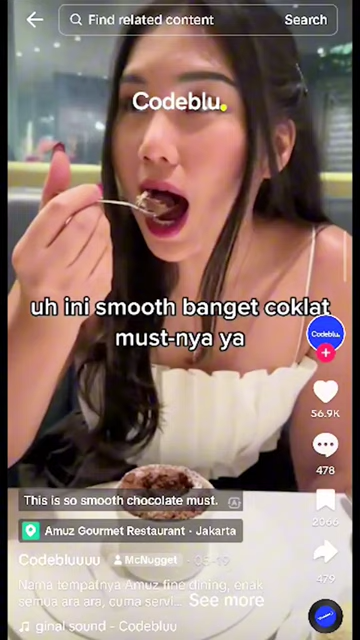 Find related content
Search
Codeblu.
uh ini smooth banget coklat
must-nya ya
Codeblu.
56.9K
478
This is so smooth chocolate must.
Amuz Gourmet Restaurant · Jakarta
2066
Codebluuuu
McNugget
· 05-19
479
Nama tempatnya Amuz fine dining, enak
semua ara ara, cuma servi... See more
ginal sound - Codebluu